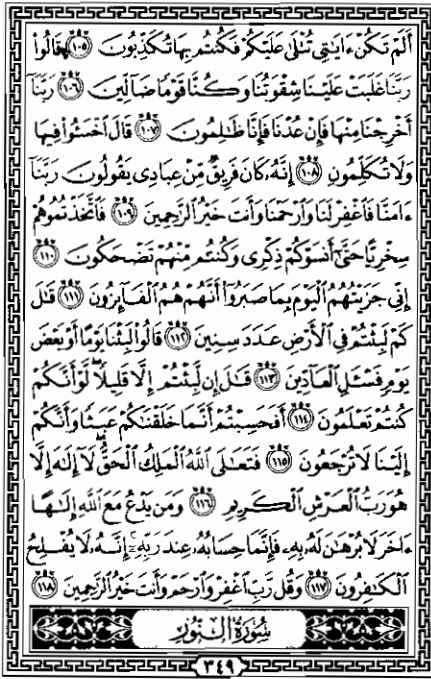 أَلَمْ تَكُنْ ءَايَٰتِى تُتْلَىٰ عَلَيْكُمْ فَكُنتُم بِهَا تُكَذِّبُونَ ۝١٠٥ قَالُوا۟
رَبَّنَا غَلَبَتْ عَلَيْنَا شِقْوَتُنَا وَكُنَّا قَوْمًا ضَآلِّينَ ۝١٠٦ رَبَّنَآ
أَخْرِجْنَا مِنْهَا فَإِنْ عُدْنَا فَإِنَّا ظَٰلِمُونَ ۝١٠٧ قَالَ ٱخْسَـُٔوا۟ فِيهَا
وَلَا تُكَلِّمُونِ ۝١٠٨ إِنَّهُۥ كَانَ فَرِيقٌ مِّنْ عِبَادِى يَقُولُونَ رَبَّنَآ
ءَامَنَّا فَٱغْفِرْ لَنَا وَٱرْحَمْنَا وَأَنتَ خَيْرُ ٱلرَّٰحِمِينَ ۝١٠٩ فَٱتَّخَذْتُمُوهُمْ
سِخْرِيًّا حَتَّىٰٓ أَنسَوْكُمْ ذِكْرِى وَكُنتُم مِّنْهُمْ تَضْحَكُونَ ۝١١٠
إِنِّى جَزَيْتُهُمُ ٱلْيَوْمَ بِمَا صَبَرُوٓا۟ أَنَّهُمْ هُمُ ٱلْفَآئِزُونَ ۝١١١ قَٰلَ
كَمْ لَبِثْتُمْ فِى ٱلْأَرْضِ عَدَدَ سِنِينَ ۝١١٢ قَالُوا۟ لَبِثْنَا يَوْمًا أَوْ بَعْضَ
يَوْمٍ فَسْـَٔلِ ٱلْعَآدِّينَ ۝١١٣ قَٰلَ إِن لَّبِثْتُمْ إِلَّا قَلِيلًا ۖ لَّوْ أَنَّكُمْ
كُنتُمْ تَعْلَمُونَ ۝١١٤ أَفَحَسِبْتُمْ أَنَّمَا خَلَقْنَٰكُمْ عَبَثًا وَأَنَّكُمْ
إِلَيْنَا لَا تُرْجَعُونَ ۝١١٥ فَتَعَٰلَى ٱللَّهُ ٱلْمَلِكُ ٱلْحَقُّ ۖ لَآ إِلَٰهَ إِلَّا
هُوَ رَبُّ ٱلْعَرْشِ ٱلْكَرِيمِ ۝١١٦ وَمَن يَدْعُ مَعَ ٱللَّهِ إِلَٰهًا
ءَاخَرَ لَا بُرْهَٰنَ لَهُۥ بِهِۦ فَإِنَّمَا حِسَابُهُۥ عِندَ رَبِّهِۦٓ ۚ إِنَّهُۥ لَا يُفْلِحُ
ٱلْكَٰفِرُونَ ۝١١٧ وَقُل رَّبِّ ٱغْفِرْ وَٱرْحَمْ وَأَنتَ خَيْرُ ٱلرَّٰحِمِينَ ۝١١٨
سُورَةُ ٱلنُّورِ
٣٤٩